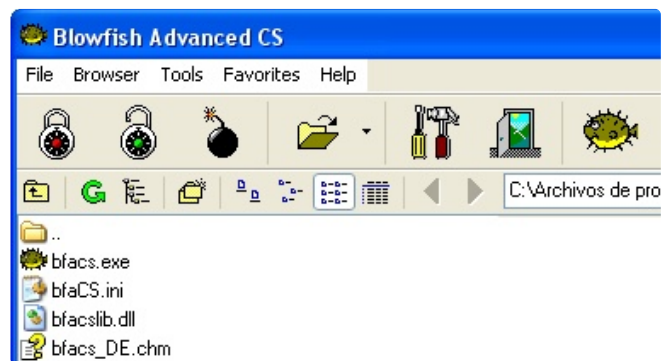 Blowfish Advanced CS
File Browser Tools Favorites Help
C:\Archivos de pro
..
bfacs.exe
bfaCS.ini
bfacslib.dll
bfacs_DE.chm